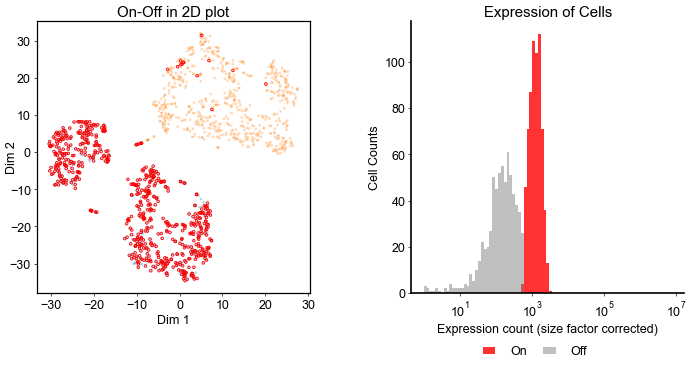 On-Off in 2D plot
30
20
10
0
−10
−20
−30
Dim 2
−30 −20 −10 0 10 20 30
Dim 1
Expression of Cells
100
80
60
40
20
0
Cell Counts
10^1 10^3 10^5 10^7
Expression count (size factor corrected)
On Off